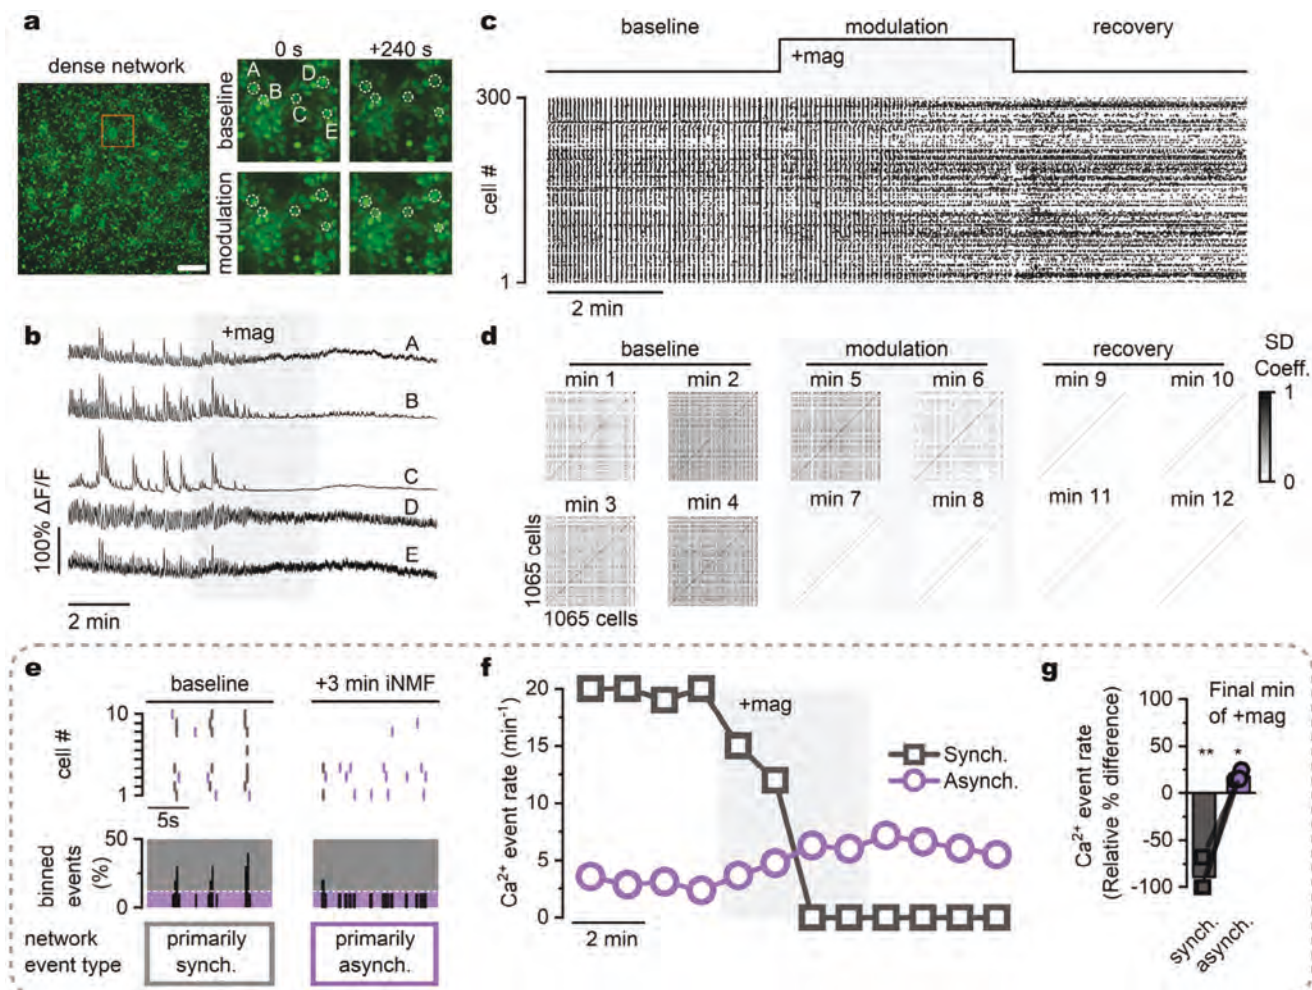 a
dense network
0 s
+240 s
baseline
modulation
A
B
C
D
E
b
+mag
A
B
C
D
E
100% ΔF/F
2 min
c
baseline
modulation
recovery
+mag
300
cell #
1
2 min
d
baseline
modulation
recovery
SD
Coeff.
min 1
min 2
min 5
min 6
min 9
min 10
1
0
min 3
min 4
min 7
min 8
min 11
min 12
1065 cells
1065 cells
e
baseline
+3 min iNMF
10
cell #
1
5s
50
binned
events
(%)
0
network
event type
primarily
synch.
primarily
asynch.
f
Ca²⁺ event rate (min⁻¹)
20
15
10
5
0
+mag
Synch.
Asynch.
2 min
g
Ca²⁺ event rate
(Relative % difference)
100
50
0
-50
-100
Final min
of +mag
**
*
synch.
asynch.